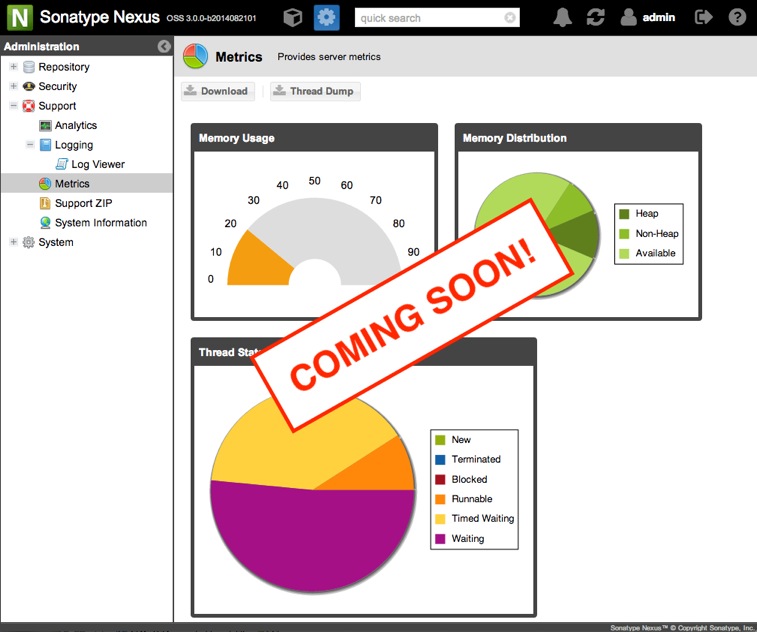 N Sonatype Nexus OSS 3.0.0-b2014082101
quick search
admin
?
Administration
Repository
Security
Support
Analytics
Logging
Log Viewer
Metrics
Support ZIP
System Information
System
Metrics Provides server metrics
Download Thread Dump
Memory Usage
0
10
20
30
40
50
60
70
80
90
Memory Distribution
Heap
Non-Heap
Available
COMING SOON!
Thread
New
Terminated
Blocked
Runnable
Timed Waiting
Waiting
Sonatype Nexus™ © Copyright Sonatype, Inc.